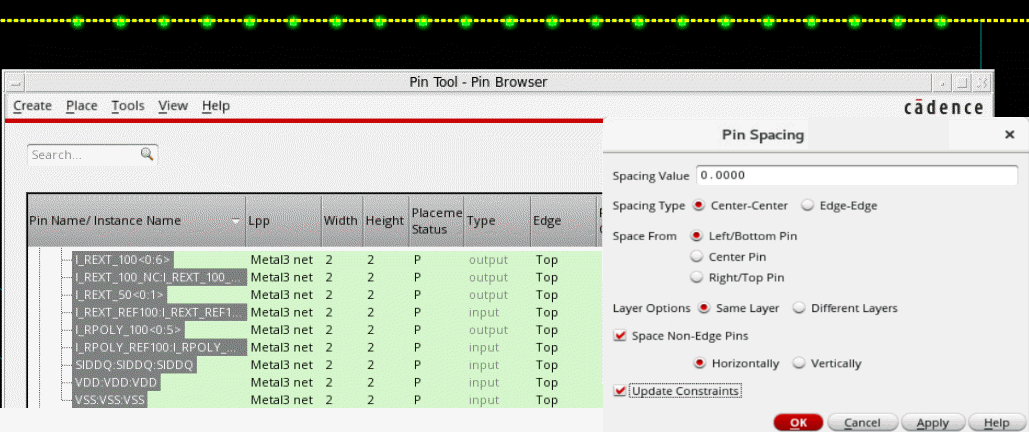 Pin Tool - Pin Browser
Create Place Tools View Help
cādence
Search...
Pin Name/ Instance Name Lpp Width Height Placeme Status Type Edge
I_REXT_100<0:6> Metal3 net 2 2 P output Top
I_REXT_100_NC:I_REXT_100_... Metal3 net 2 2 P output Top
I_REXT_50<0:1> Metal3 net 2 2 P output Top
I_REXT_REF100:I_REXT_REF1... Metal3 net 2 2 P input Top
I_RPOLY_100<0:5> Metal3 net 2 2 P output Top
I_RPOLY_REF100:I_RPOLY_... Metal3 net 2 2 P input Top
SIDDQ:SIDDQ:SIDDQ Metal3 net 2 2 P input Top
VDD:VDD:VDD Metal3 net 2 2 P input Top
VSS:VSS:VSS Metal3 net 2 2 P input Top
Pin Spacing
Spacing Value 0.0000
Spacing Type Center-Center Edge-Edge
Space From Left/Bottom Pin
Center Pin
Right/Top Pin
Layer Options Same Layer Different Layers
Space Non-Edge Pins
Horizontally Vertically
Update Constraints
OK Cancel Apply Help